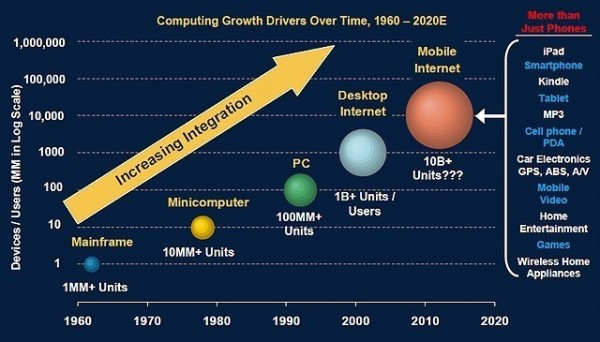 Computing Growth Drivers Over Time, 1960 – 2020E
More than
Just Phones
Devices / Users (MM in Log Scale)
1,000,000
100,000
10,000
1000
100
10
1
Increasing Integration
Mainframe
1MM+ Units
Minicomputer
10MM+ Units
PC
100MM+
Units
Desktop
Internet
1B+ Units /
Users
Mobile
Internet
10B+
Units???
1960
1970
1980
1990
2000
2010
2020
iPad
Smartphone
Kindle
Tablet
MP3
Cell phone /
PDA
Car Electronics
GPS, ABS, A/V
Mobile
Video
Home
Entertainment
Games
Wireless Home
Appliances